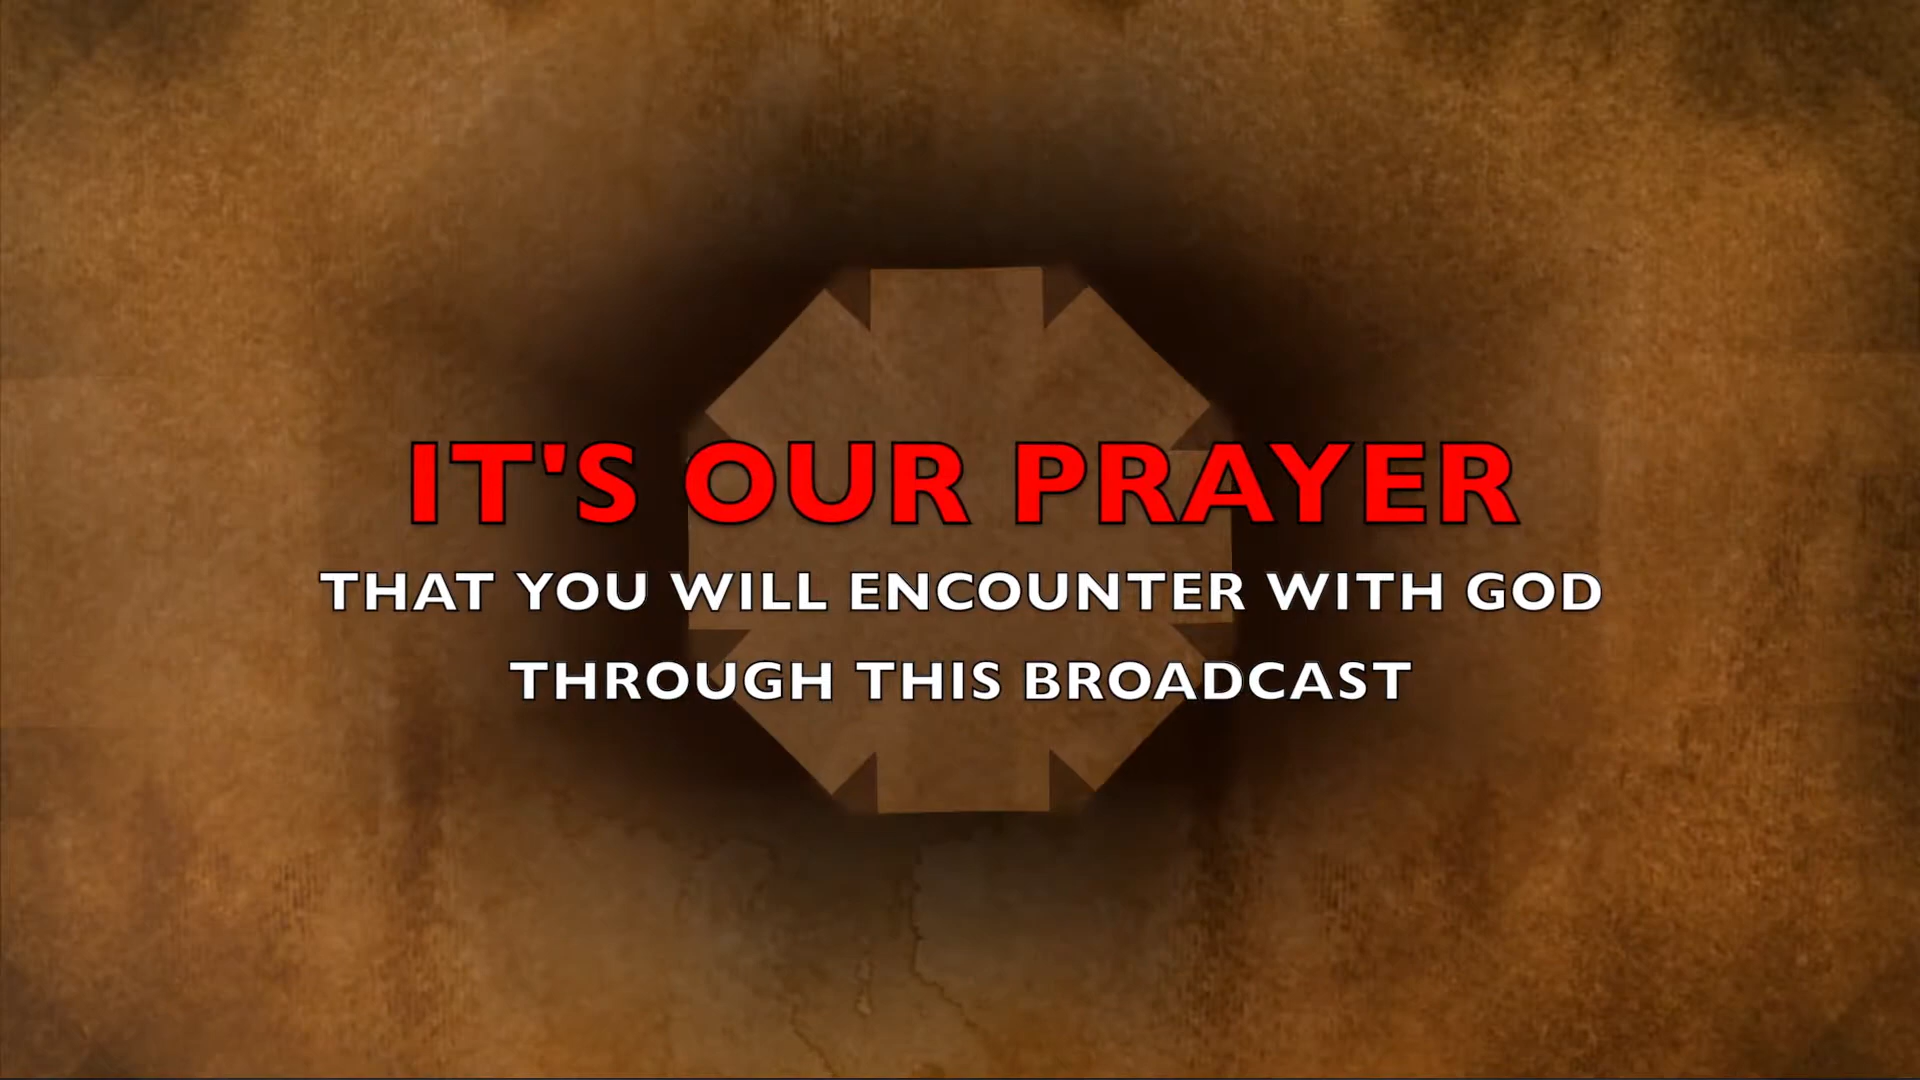 IT'S OUR PRAYER
THAT YOU WILL ENCOUNTER WITH GOD
THROUGH THIS BROADCAST